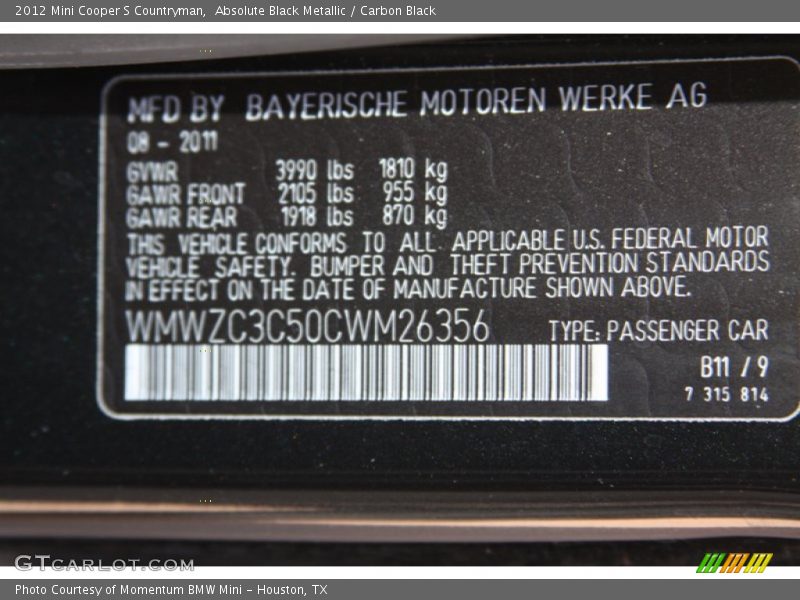 2012 Mini Cooper S Countryman,  Absolute Black Metallic / Carbon Black
MFD BY BAYERISCHE MOTOREN WERKE AG
08 - 2011
GVWR 3990 lbs 1810 kg
GAWR FRONT 2105 lbs 955 kg
GAWR REAR 1918 lbs 870 kg
THIS VEHICLE CONFORMS TO ALL APPLICABLE U.S. FEDERAL MOTOR
VEHICLE SAFETY. BUMPER AND THEFT PREVENTION STANDARDS
IN EFFECT ON THE DATE OF MANUFACTURE SHOWN ABOVE.
WMWZC3C50CWM26356 TYPE: PASSENGER CAR
B11 / 9
7 315 814
GTcarlot.com
Photo Courtesy of Momentum BMW Mini - Houston, TX